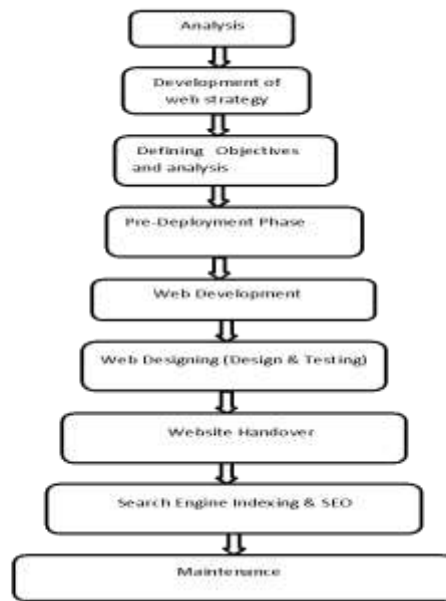 Analysis
Development of
web strategy
Defining Objectives
and analysis
Pre-Deployment Phase
Web Development
Web Designing (Design & Testing)
Website Handover
Search Engine Indexing & SEO
Maintenance